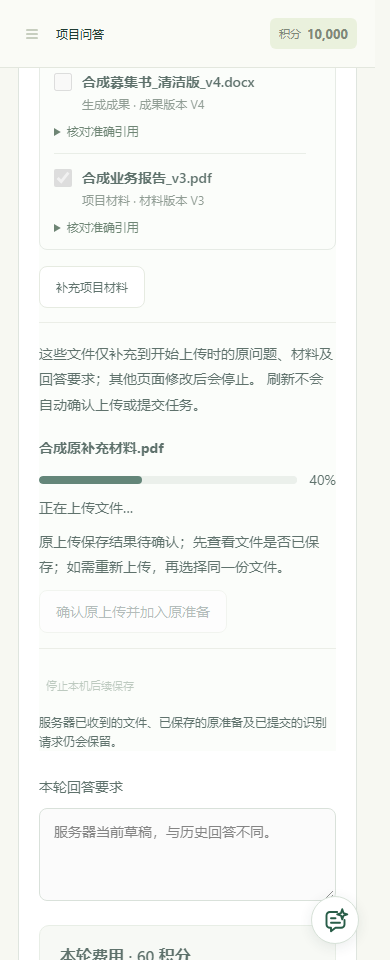 项目问答
积分 10,000
合成募集书_清洁版_v4.docx
生成成果 · 成果版本 V4
核对准确引用
合成业务报告_v3.pdf
项目材料 · 材料版本 V3
核对准确引用
补充项目材料
这些文件仅补充到开始上传时的原问题、材料及
回答要求；其他页面修改后会停止。 刷新不会
自动确认上传或提交任务。
合成原补充材料.pdf
40%
正在上传文件…
原上传保存结果待确认；先查看文件是否已保
存；如需重新上传，再选择同一份文件。
确认原上传并加入原准备
停止本机后续保存
服务器已收到的文件、已保存的原准备及已提交的识别
请求仍会保留。
本轮回答要求
服务器当前草稿，与历史回答不同。
本轮费用 · 60 积分